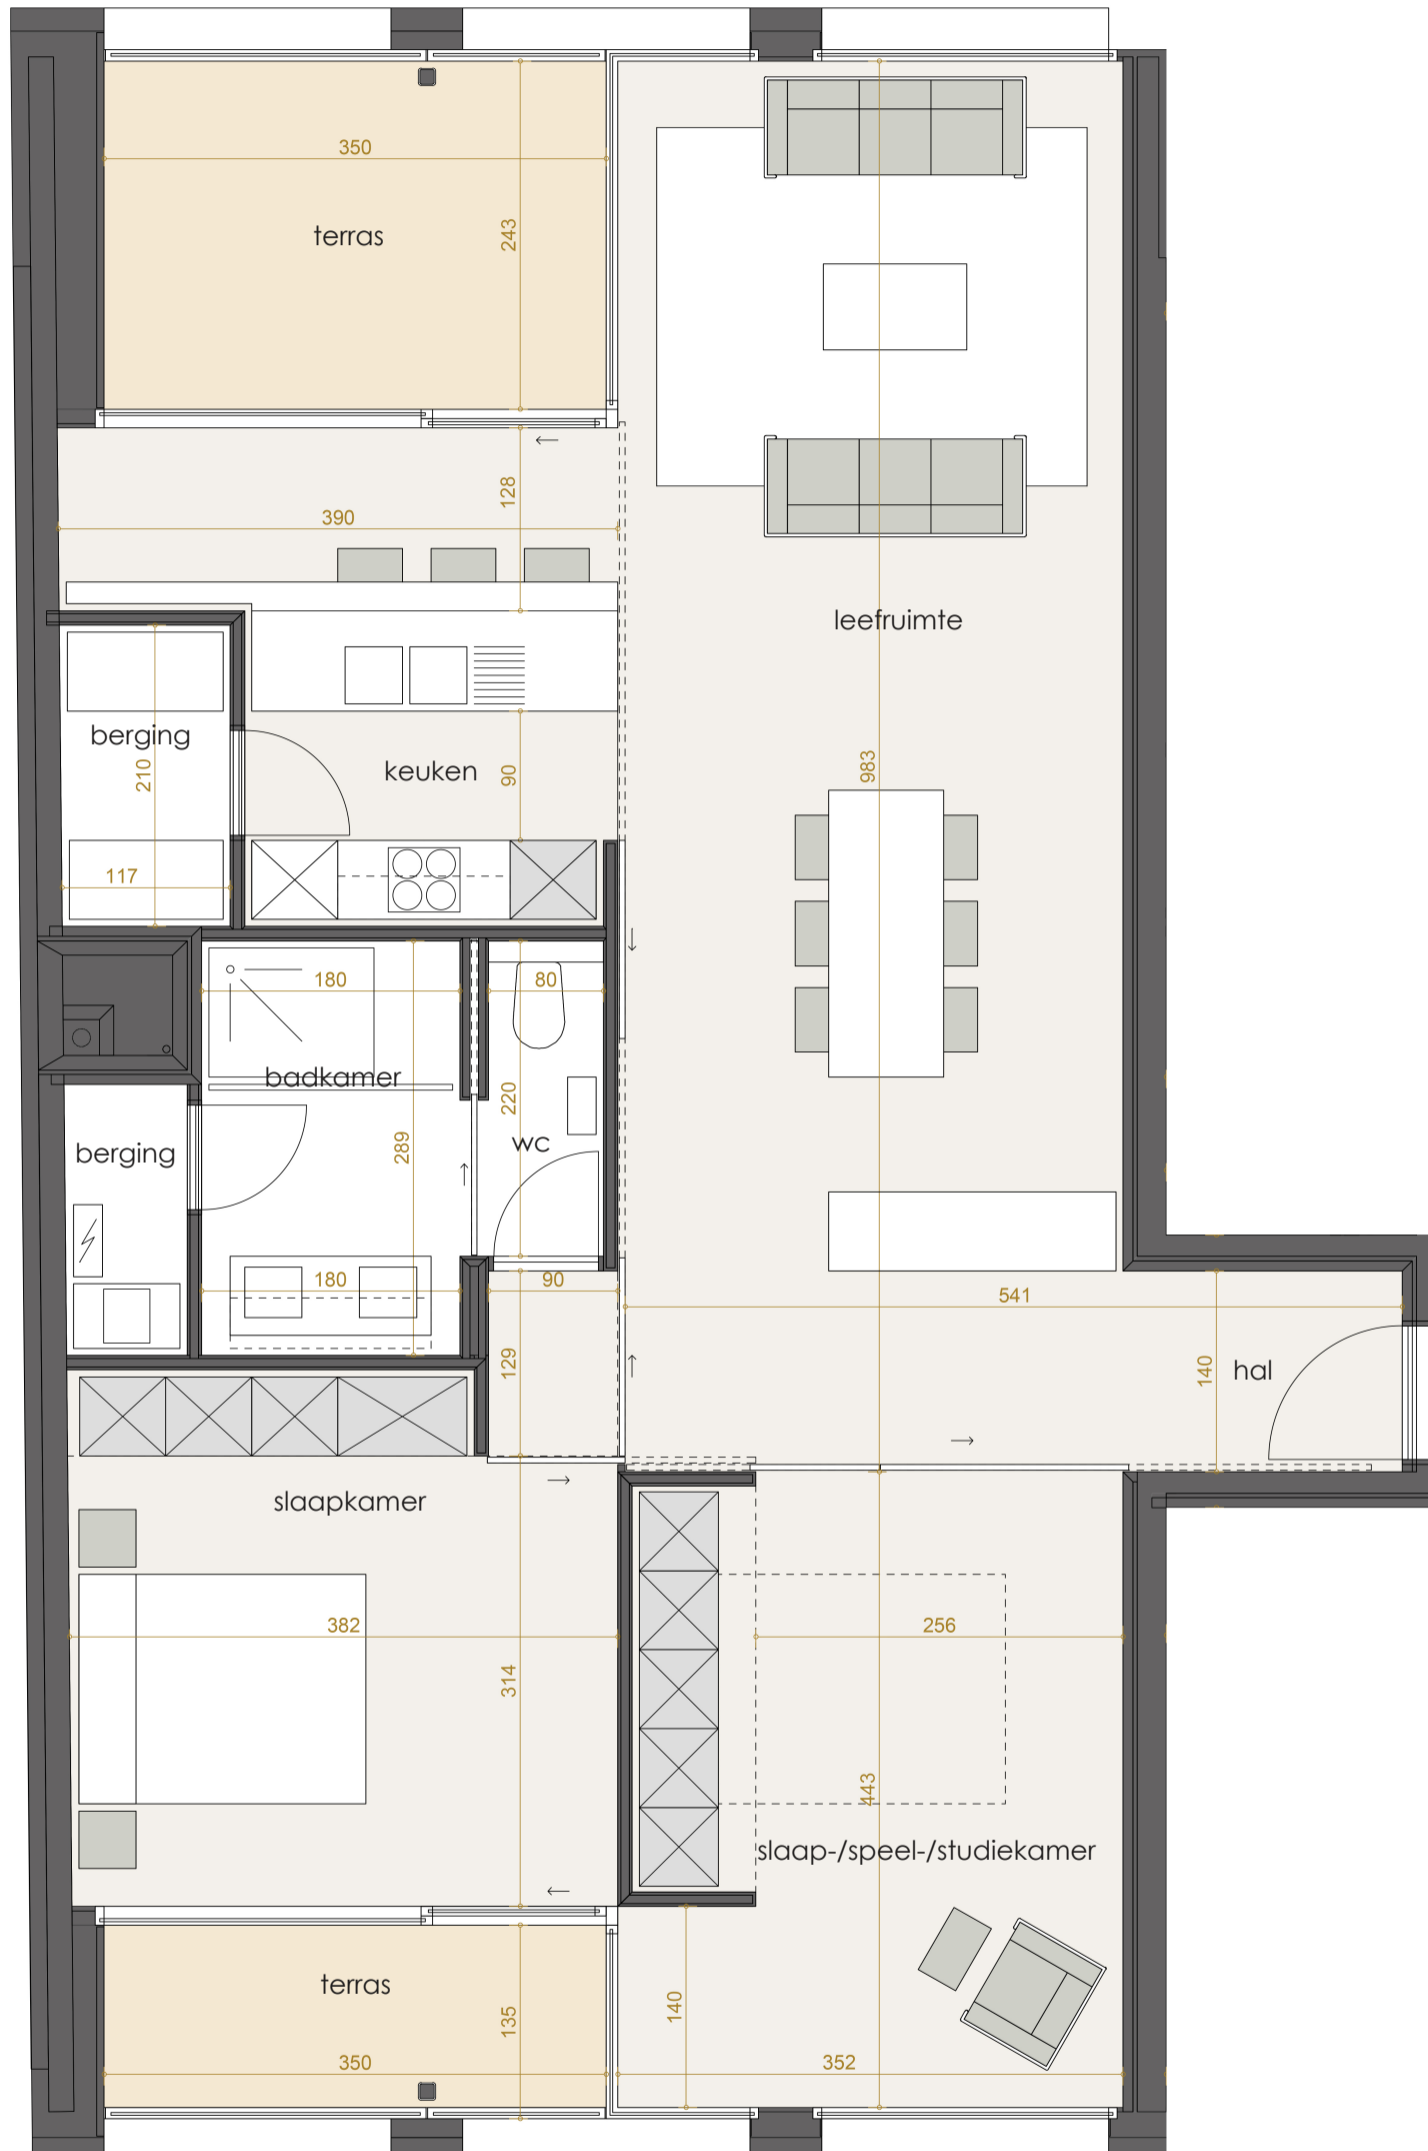 350
terras
243
128
390
leefruimte
berging
210
keuken
90
983
117
180
80
badkamer
220
289
wc
berging
180
90
541
129
140
hal
slaapkamer
382
256
314
443
slaap-/speel-/studiekamer
terras
135
140
350
352